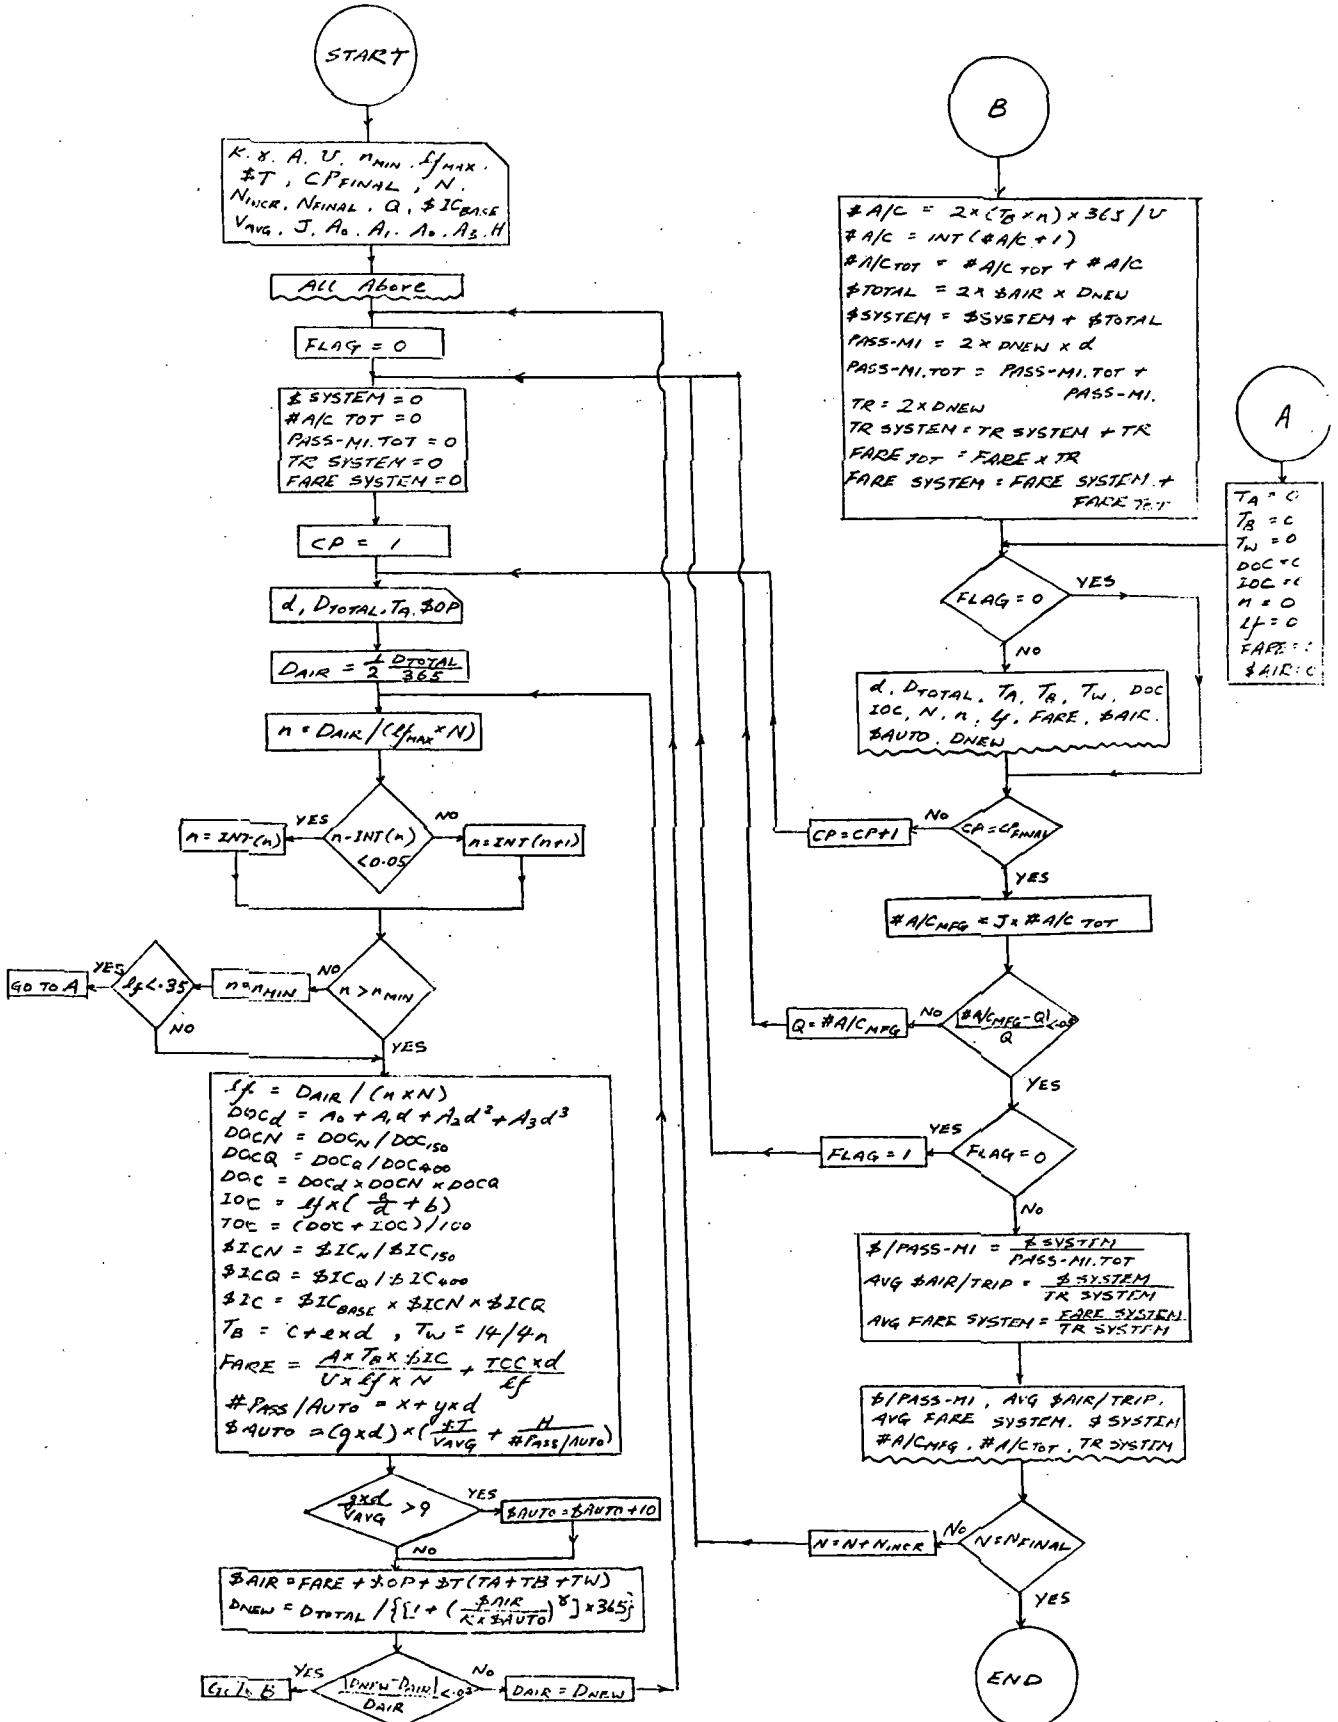 START
K, γ, A, U, nMIN, lfMAX,
$T, CPFINAL, N,
NINCR, NFINAL, Q, $ICBASE
VAVG, J, A0, A1, A0, A3, H
All Above
FLAG = 0
$ SYSTEM = 0
#A/C TOT = 0
PASS-MI.TOT = 0
TR SYSTEM = 0
FARE SYSTEM = 0
CP = 1
d, DTOTAL, TA, $OP
DAIR = 1/2 DTOTAL/365
n = DAIR/(lfMAX × N)
n-INT(n) <0.05
YES
NO
n = INT(n)
n = INT(n+1)
n > nMIN
NO
YES
n = nMIN
lf < .35
YES
NO
GO TO A
lf = DAIR/(n×N)
DOCd = A0 + A1d + A2d² + A3d³
DOCN = DOCN/DOC150
DOCQ = DOCQ/DOC400
DOC = DOCd × DOCN × DOCQ
IOC = lf × (a/d + b)
TOC = (DOC + IOC)/100
$ICN = $ICN/$IC150
$ICQ = $ICQ/$IC400
$IC = $ICBASE × $ICN × $ICQ
TB = C+e×d , TW = 14/4n
FARE = A × TB × $IC / U × lf × N + TOC × d / lf
#PASS/AUTO = x + y×d
$AUTO = (g×d) × ($T/VAVG + H/#PASS/AUTO)
g×d/VAVG > 9
YES
NO
$AUTO = $AUTO+10
$AIR = FARE + $OP + $T(TA+TB+TW)
DNEW = DTOTAL/{[1 + ($AIR/K×$AUTO)^γ] × 365}
|DNEW-DAIR|/DAIR
YES
NO
DAIR = DNEW
B
#A/C = 2×(TB×n)×365/U
#A/C = INT(#A/C+1)
#A/CTOT = #A/CTOT + #A/C
$TOTAL = 2× $AIR × DNEW
$SYSTEM = $SYSTEM + $TOTAL
PASS-MI = 2 × DNEW × d
PASS-MI.TOT = PASS-MI.TOT +
PASS-MI.
TR = 2×DNEW
TR SYSTEM = TR SYSTEM + TR
FARE TOT = FARE × TR
FARE SYSTEM = FARE SYSTEM +
FARE TOT
A
TA = 0
TB = 0
TW = 0
DOC = 0
IOC = 0
n = 0
lf = 0
FARE = 0
$AIR = 0
FLAG = 0
YES
NO
d, DTOTAL, TA, TB, TW, DOC
IOC, N, n, lf, FARE, $AIR,
$AUTO, DNEW
CP = CPFINAL
NO
YES
CP = CP+1
#A/CMFG = J × #A/C TOT
|#A/CMFG-Q|/Q <.05
NO
YES
Q = #A/CMFG
FLAG = 0
YES
NO
FLAG = 1
$/PASS-MI = $ SYSTEM/PASS-MI.TOT
AVG $AIR/TRIP = $ SYSTEM/TR SYSTEM
AVG FARE SYSTEM = FARE SYSTEM/TR SYSTEM
$/PASS-MI, AVG $AIR/TRIP,
AVG FARE SYSTEM, $ SYSTEM
#A/CMFG, #A/CTOT, TR SYSTEM
N = NFINAL
NO
YES
N = N + NINCR
END